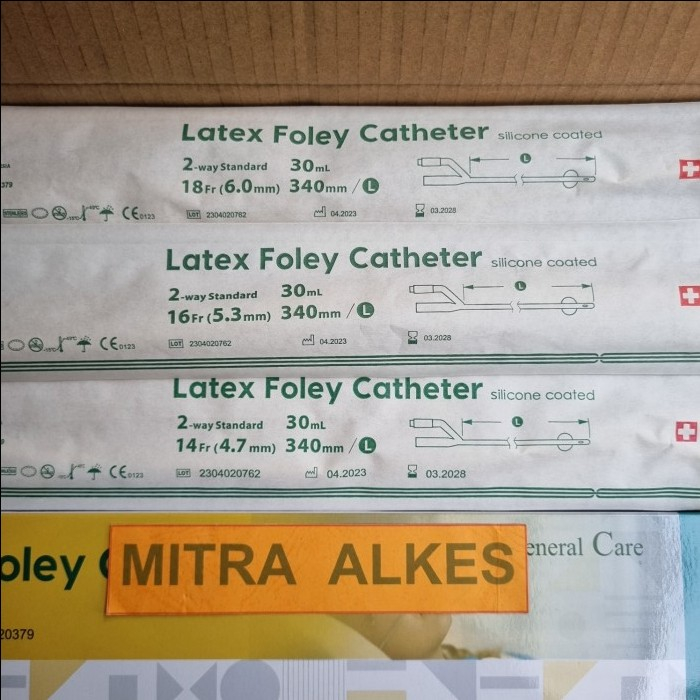 Latex Foley Catheter silicone coated
2-way Standard 30mL
18Fr (6.0mm) 340mm / L
L
379
CE0123
LOT 2304020762 04.2023 03.2028
Latex Foley Catheter silicone coated
2-way Standard 30mL
16Fr (5.3mm) 340mm / L
L
CE0123
LOT 2304020762 04.2023 03.2028
Latex Foley Catheter silicone coated
2-way Standard 30mL
14Fr (4.7mm) 340mm / L
L
CE0123
LOT 2304020762 04.2023 03.2028
oley
MITRA ALKES
eneral Care
20379